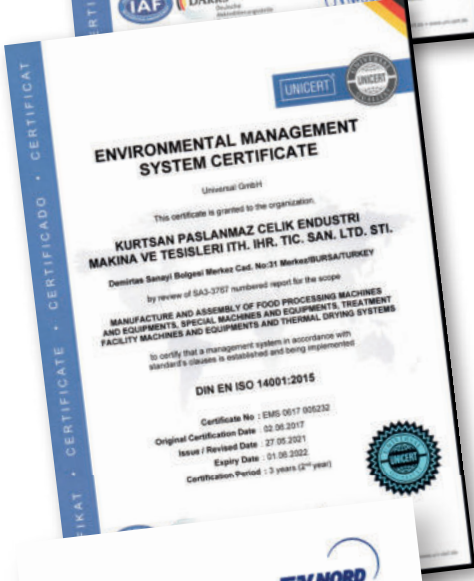 IAF
DAkkS
Deutsche
Akkreditierungsstelle
UNICERT
UNICERT
ENVIRONMENTAL MANAGEMENT
SYSTEM CERTIFICATE
Universal GmbH
This certificate is granted to the organization.
KURTSAN PASLANMAZ CELIK ENDUSTRI
MAKINA VE TESISLERI ITH. IHR. TIC. SAN. LTD. STI.
Demirtas Sanayi Bolgesi Merkez Cad. No:31 Merkez/BURSA/TURKEY
by review of SA3-3767 numbered report for the scope
MANUFACTURE AND ASSEMBLY OF FOOD PROCESSING MACHINES
AND EQUIPMENTS, SPECIAL MACHINES AND EQUIPMENTS, TREATMENT
FACILITY MACHINES AND EQUIPMENTS AND THERMAL DRYING SYSTEMS
to certify that a management system in accordance with
standard's clauses is established and being implemented
DIN EN ISO 14001:2015
Certificate No : EMS 0617 005232
Original Certification Date : 02.06.2017
Issue / Revised Date : 27.05.2021
Expiry Date : 01.06.2022
Certification Period : 3 years (2nd year)
UNICERT
FIKAT • CERTIFICATE • CERTIFICADO • CERTIFICAT
NORD